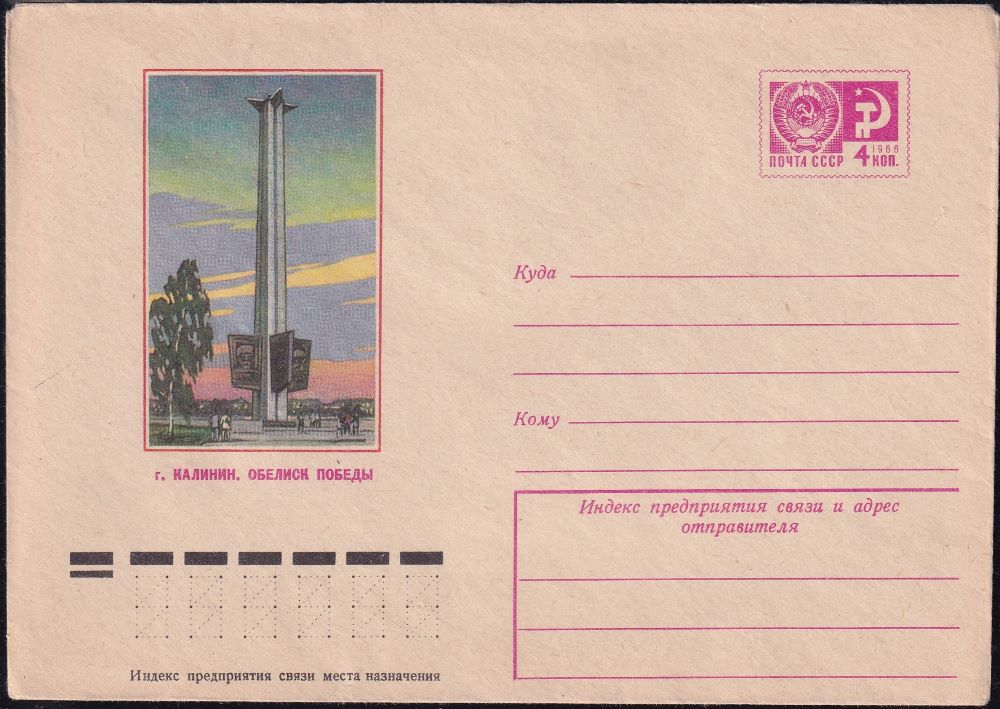 ПОЧТА СССР
1966
4 КОП.
Куда
Кому
г. КАЛИНИН. ОБЕЛИСК ПОБЕДЫ
Индекс предприятия связи и адрес
отправителя
Индекс предприятия связи места назначения